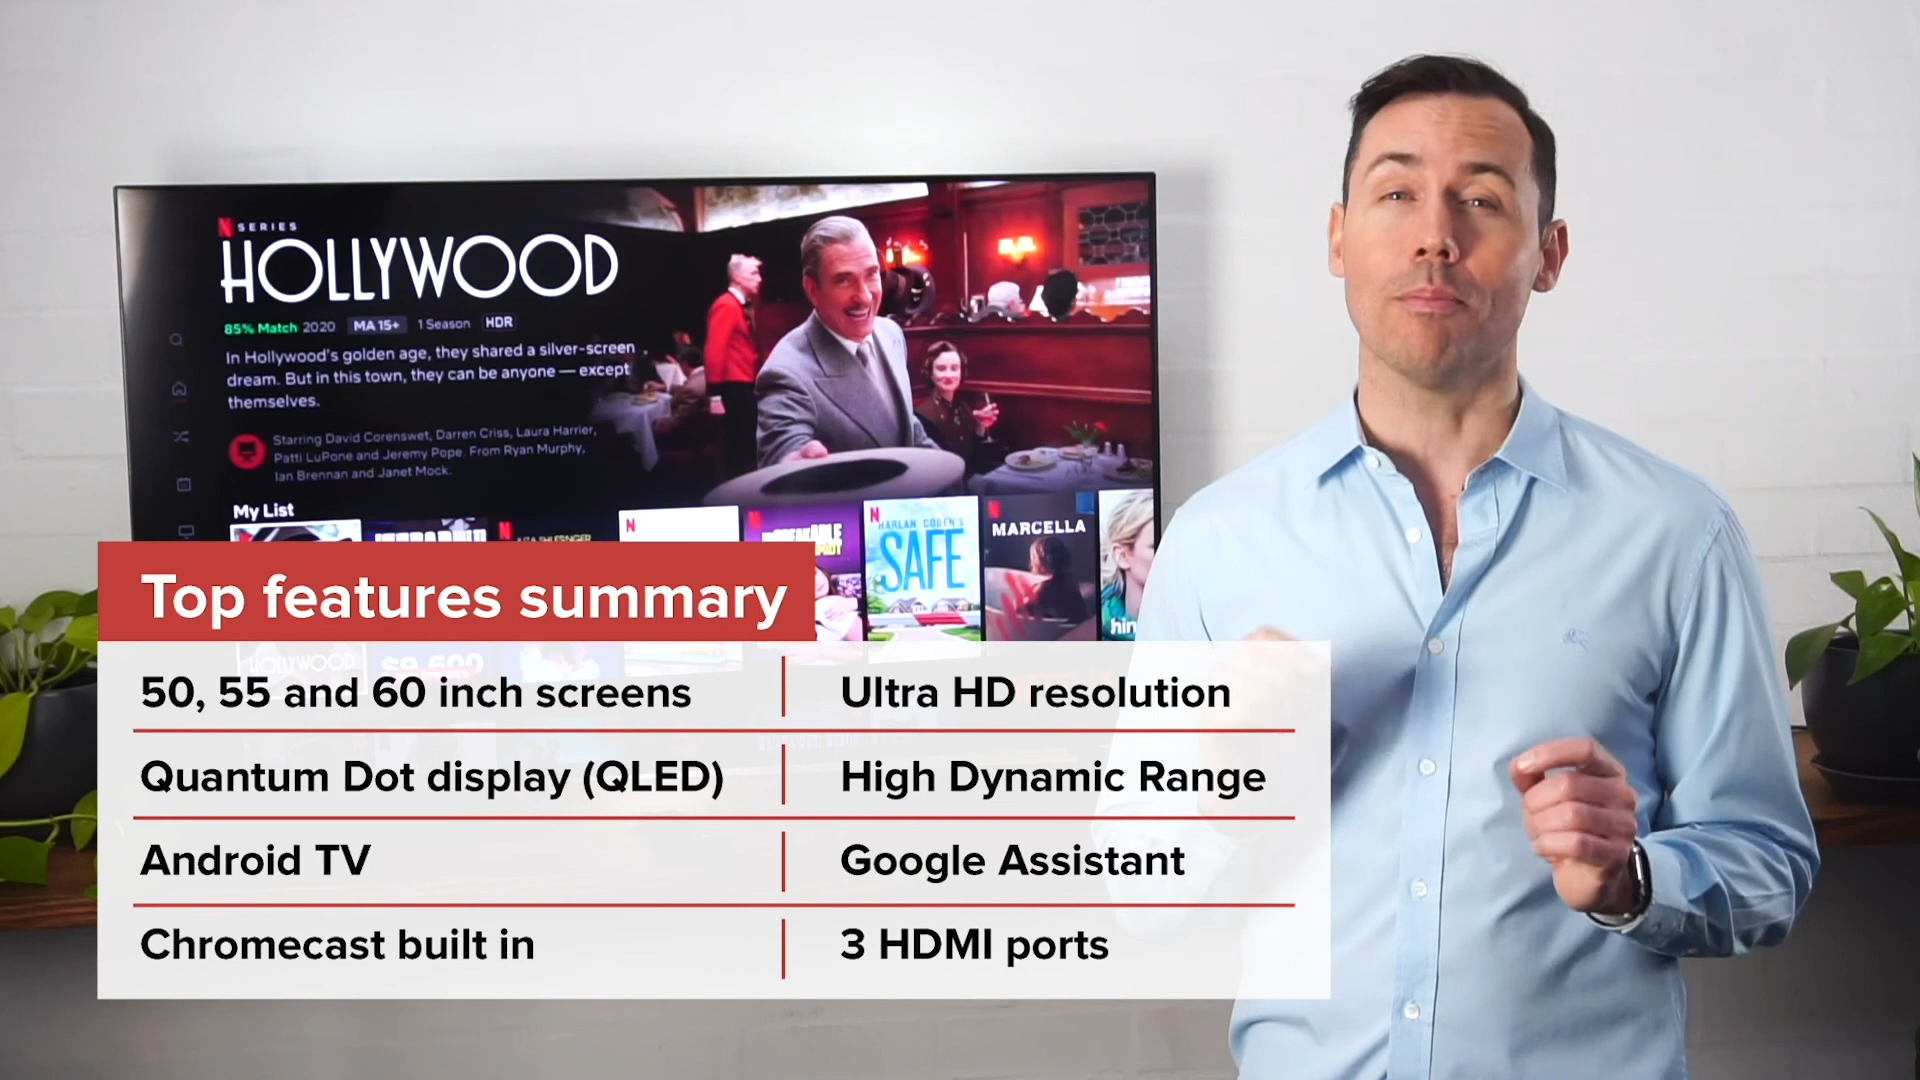 N SERIES
HOLLYWOOD
85% Match 2020 MA 15+ 1 Season HDR
In Hollywood's golden age, they shared a silver-screen
dream. But in this town, they can be anyone — except
themselves.
Starring David Corenswet, Darren Criss, Laura Harrier,
Patti LuPone and Jeremy Pope. From Ryan Murphy,
Ian Brennan and Janet Mock.
My List
HARLAN COBEN'S
SAFE
MARCELLA
HOLLYWOOD
$9,600
Top features summary
50, 55 and 60 inch screens
Ultra HD resolution
Quantum Dot display (QLED)
High Dynamic Range
Android TV
Google Assistant
Chromecast built in
3 HDMI ports